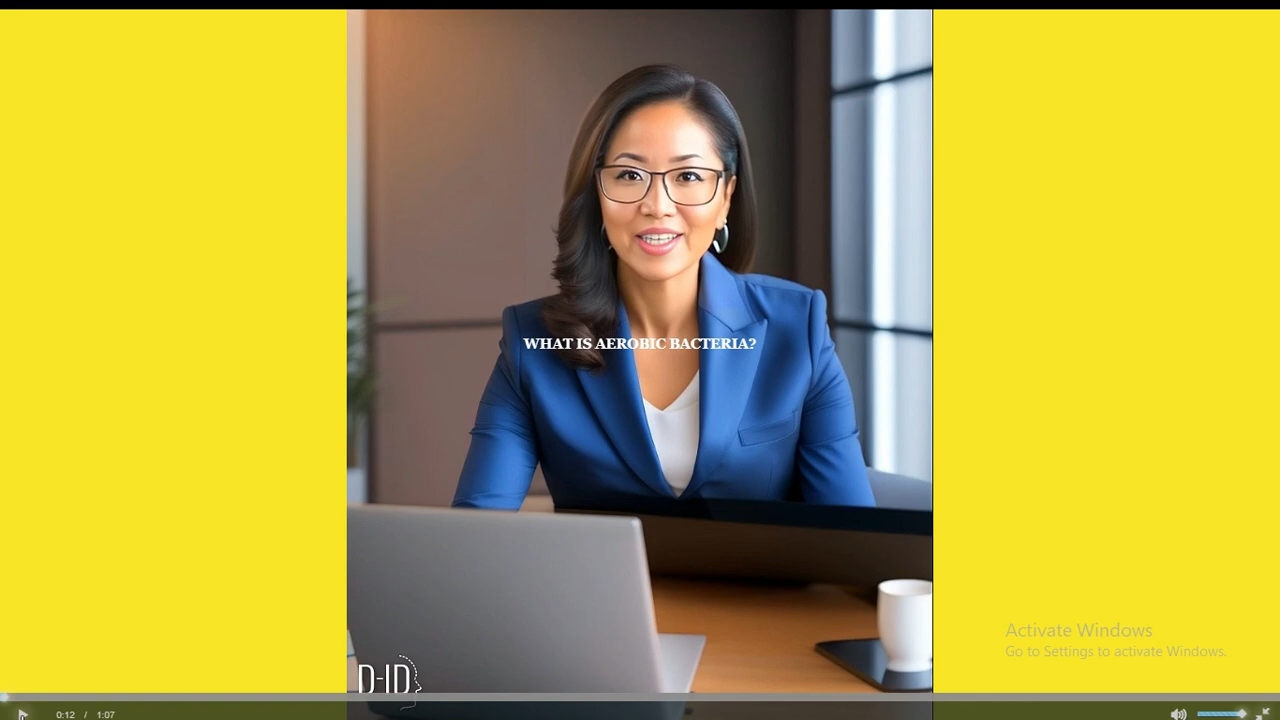 WHAT IS AEROBIC BACTERIA?
Activate Windows
Go to Settings to activate Windows.
D-ID
0:12 / 1:07